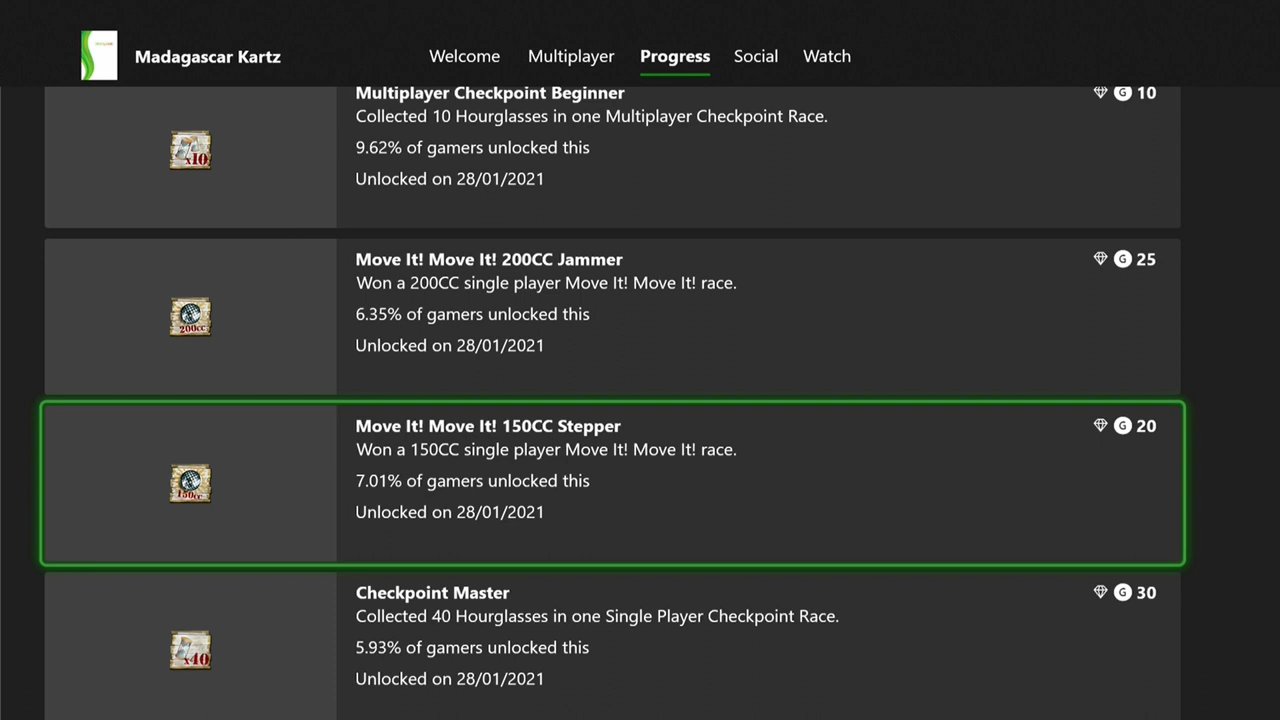 Madagascar Kartz
Welcome
Multiplayer
Progress
Social
Watch
Multiplayer Checkpoint Beginner
G 10
Collected 10 Hourglasses in one Multiplayer Checkpoint Race.
9.62% of gamers unlocked this
Unlocked on 28/01/2021
x10
Move It! Move It! 200CC Jammer
G 25
Won a 200CC single player Move It! Move It! race.
6.35% of gamers unlocked this
Unlocked on 28/01/2021
200cc
Move It! Move It! 150CC Stepper
G 20
Won a 150CC single player Move It! Move It! race.
7.01% of gamers unlocked this
Unlocked on 28/01/2021
150cc
Checkpoint Master
G 30
Collected 40 Hourglasses in one Single Player Checkpoint Race.
5.93% of gamers unlocked this
Unlocked on 28/01/2021
x40